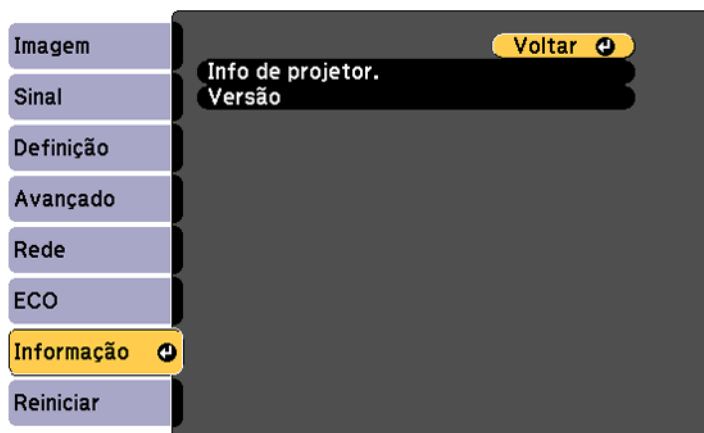 Imagem
Sinal
Definição
Avançado
Rede
ECO
Informação
Reiniciar
Voltar
Info de projetor.
Versão